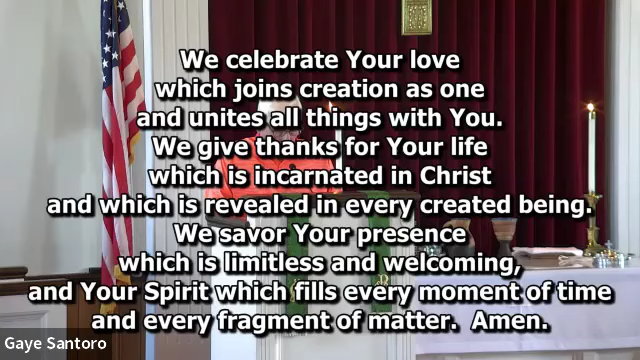 We celebrate Your love
which joins creation as one
and unites all things with You.
We give thanks for Your life
which is incarnated in Christ
and which is revealed in every created being.
We savor Your presence
which is limitless and welcoming,
and Your Spirit which fills every moment of time
and every fragment of matter.  Amen.
Gaye Santoro